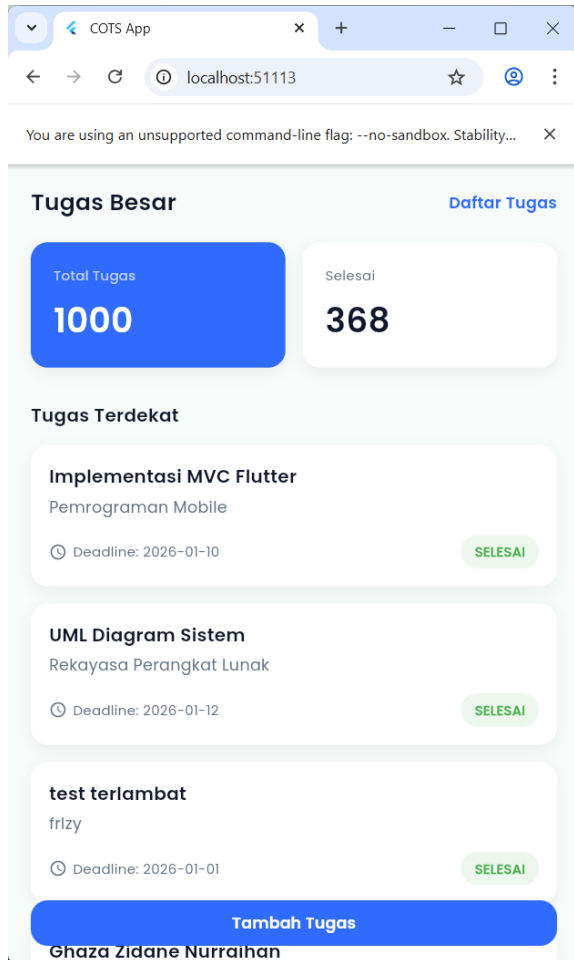 COTS App
localhost:51113
You are using an unsupported command-line flag: --no-sandbox. Stability...
Tugas Besar
Daftar Tugas
Total Tugas
1000
Selesai
368
Tugas Terdekat
Implementasi MVC Flutter
Pemrograman Mobile
Deadline: 2026-01-10
SELESAI
UML Diagram Sistem
Rekayasa Perangkat Lunak
Deadline: 2026-01-12
SELESAI
test terlambat
frlzy
Deadline: 2026-01-01
SELESAI
Tambah Tugas
Ghaza Zidane Nurraihan